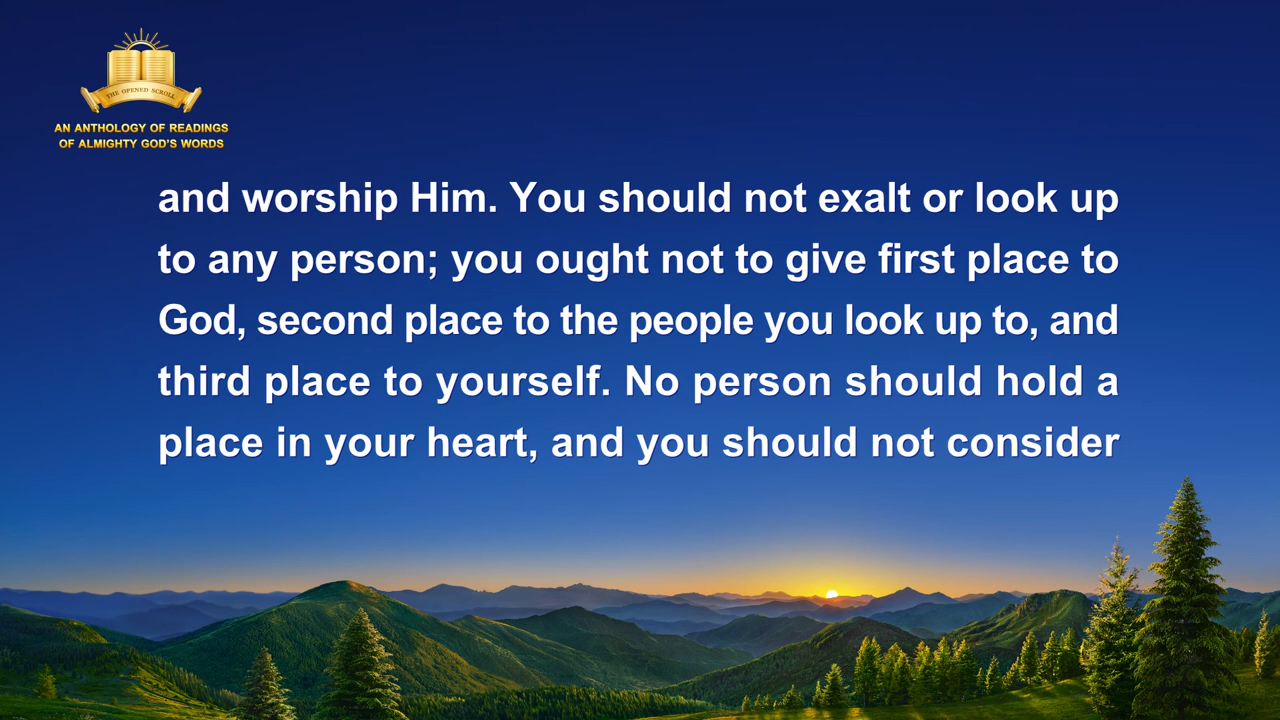 THE OPENED SCROLL
AN ANTHOLOGY OF READINGS
OF ALMIGHTY GOD'S WORDS
and worship Him. You should not exalt or look up
to any person; you ought not to give first place to
God, second place to the people you look up to, and
third place to yourself. No person should hold a
place in your heart, and you should not consider